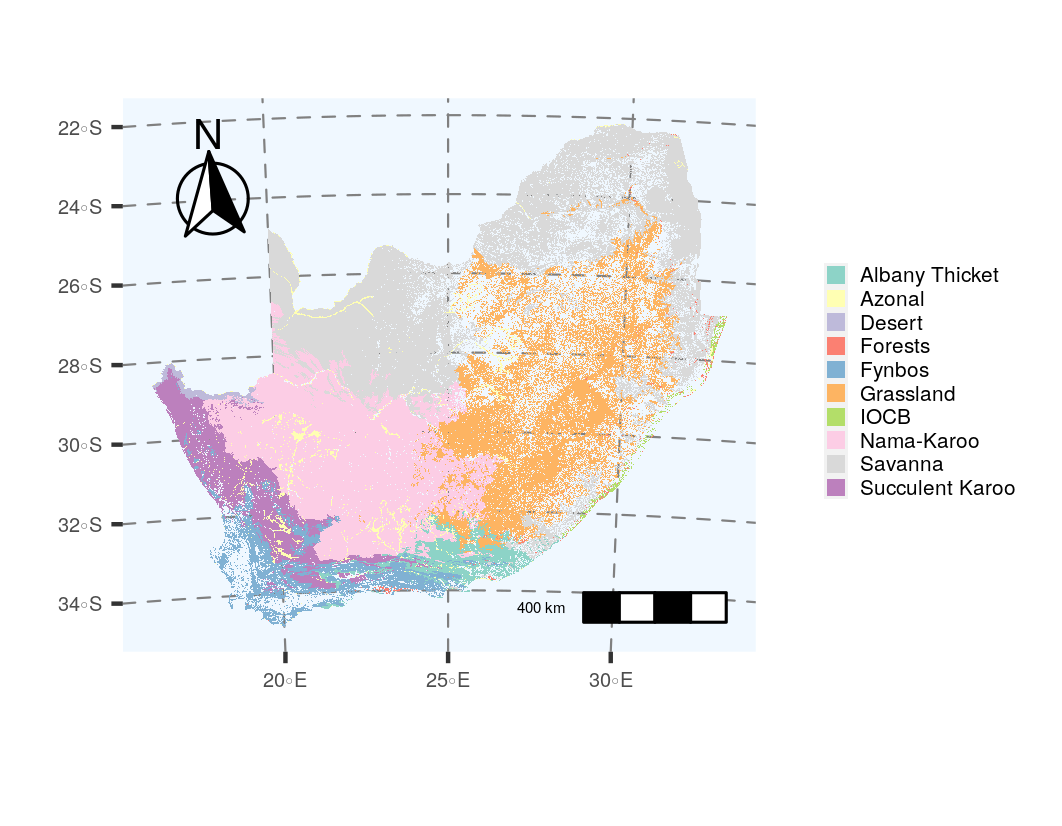 N
22◦S
24◦S
26◦S
28◦S
30◦S
32◦S
34◦S
20◦E
25◦E
30◦E
400 km
Albany Thicket
Azonal
Desert
Forests
Fynbos
Grassland
IOCB
Nama-Karoo
Savanna
Succulent Karoo